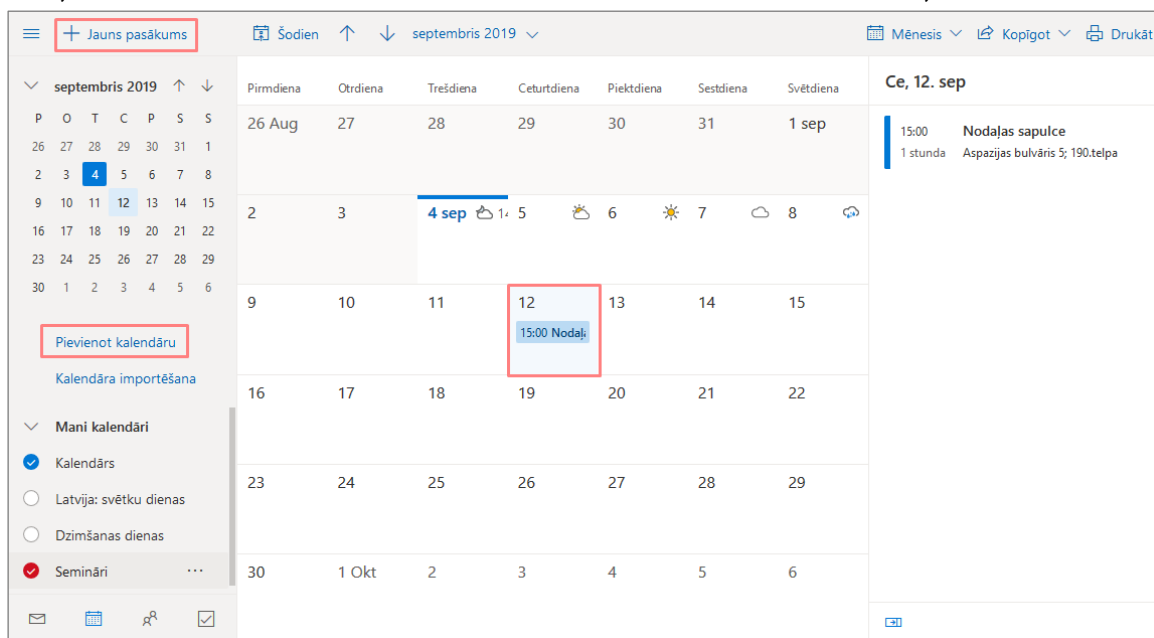 Jauns pasākums
Šodien
septembris 2019
Mēnesis
Kopīgot
Drukāt
septembris 2019
P O T C P S S
26 27 28 29 30 31 1
2 3 4 5 6 7 8
9 10 11 12 13 14 15
16 17 18 19 20 21 22
23 24 25 26 27 28 29
30 1 2 3 4 5 6
Pievienot kalendāru
Kalendāra importēšana
Mani kalendāri
Kalendārs
Latvija: svētku dienas
Dzimšanas dienas
Semināri ...
Pirmdiena Otrdiena Trešdiena Ceturtdiena Piektdiena Sestdiena Svētdiena
26 Aug 27 28 29 30 31 1 sep
2 3 4 sep 14 5 6 7 8
9 10 11 12 13 14 15
15:00 Nodaļ
16 17 18 19 20 21 22
23 24 25 26 27 28 29
30 1 Okt 2 3 4 5 6
Ce, 12. sep
15:00 Nodaļas sapulce
1 stunda Aspazijas bulvāris 5; 190.telpa